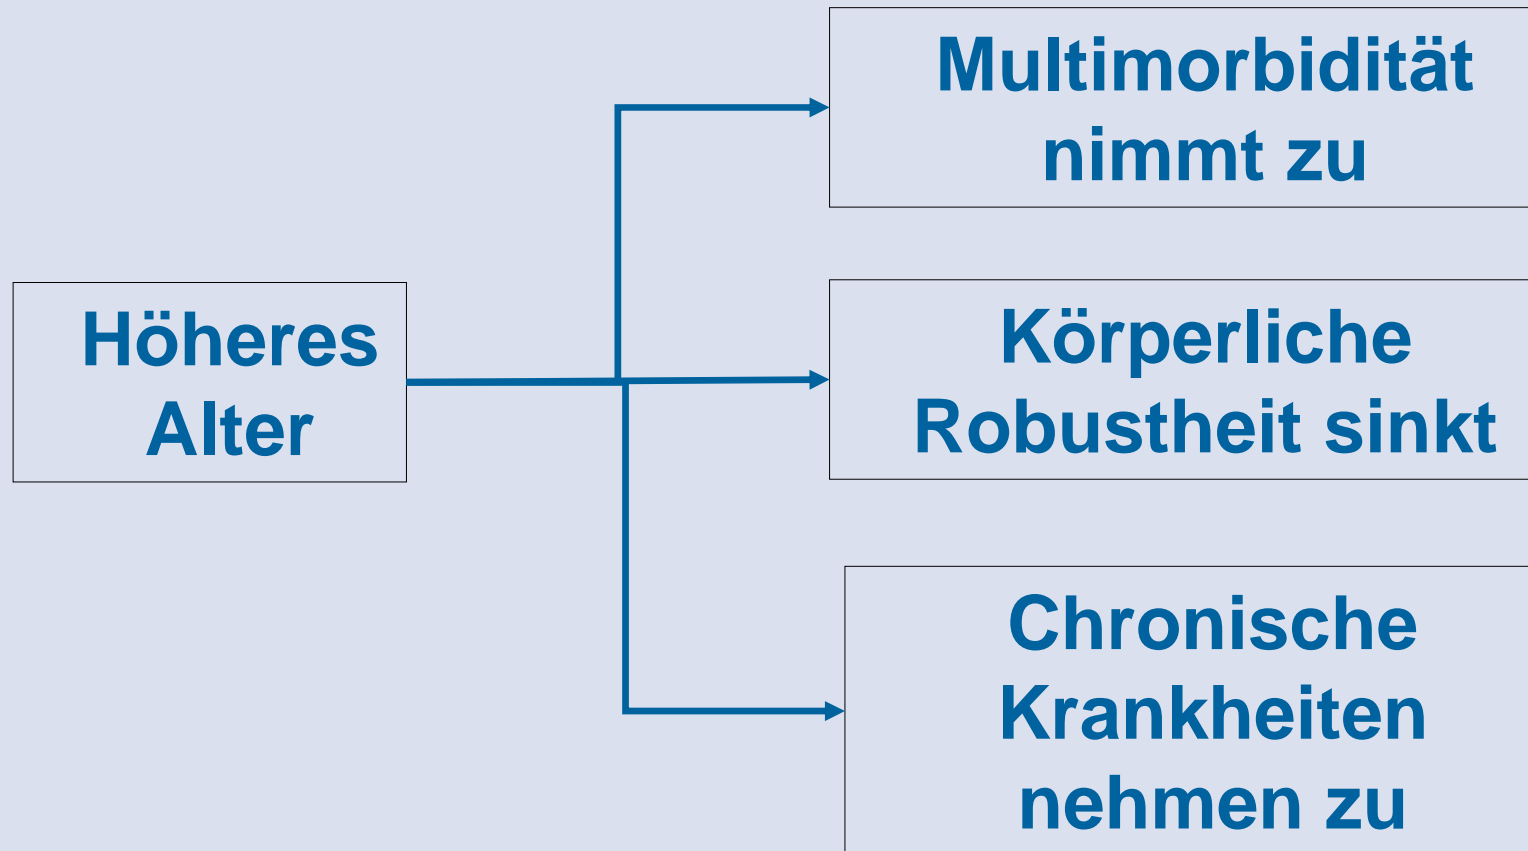 Höheres
Alter
Multimorbidität
nimmt zu
Körperliche
Robustheit sinkt
Chronische
Krankheiten
nehmen zu